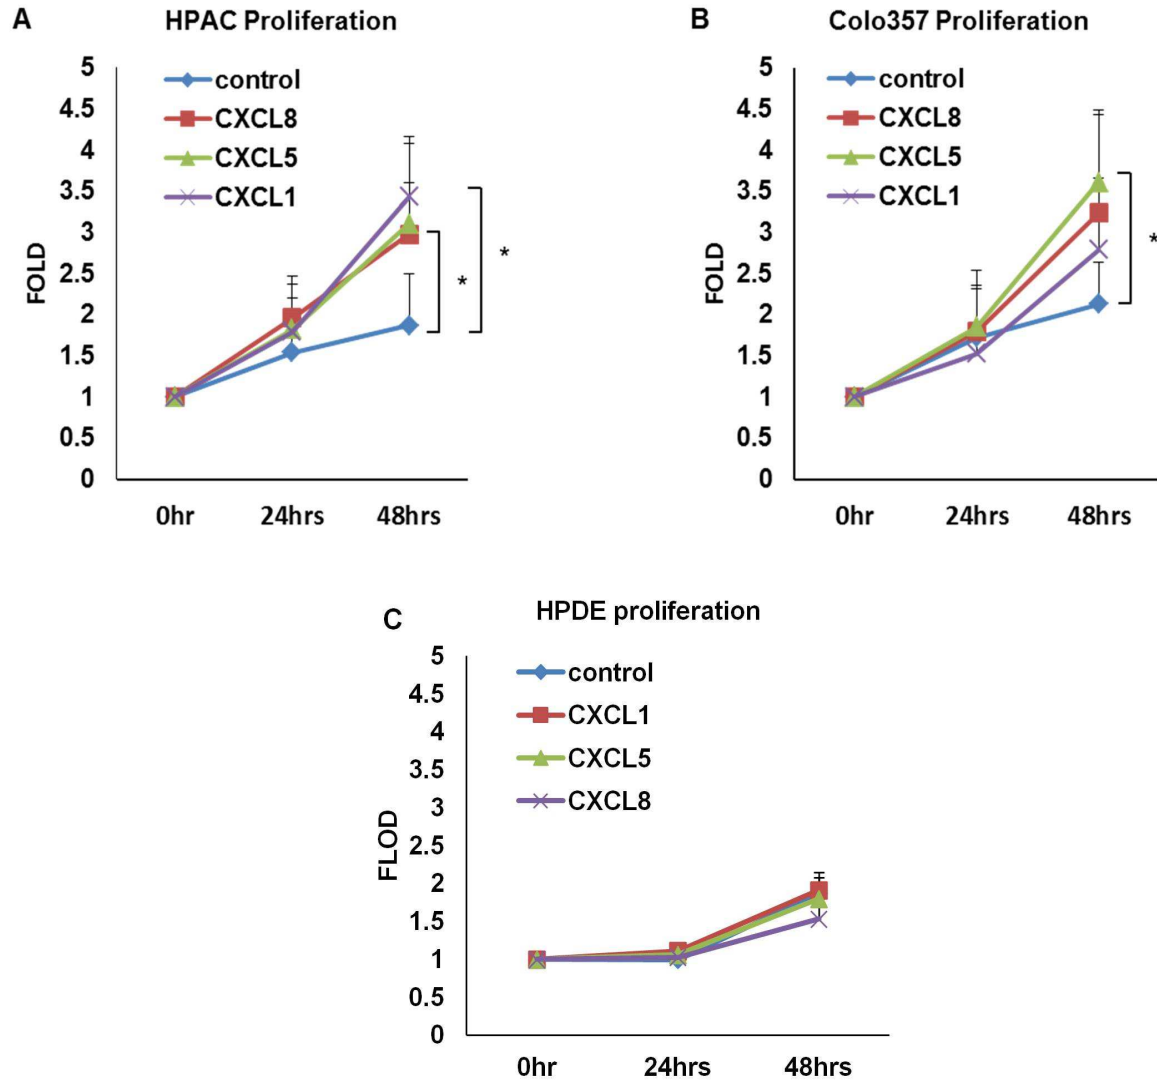 A HPAC Proliferation
5
4.5
4
3.5
3
2.5
2
1.5
1
0.5
0
FOLD
control
CXCL8
CXCL5
CXCL1
*
*
0hr 24hrs 48hrs
B Colo357 Proliferation
5
4.5
4
3.5
3
2.5
2
1.5
1
0.5
0
FOLD
control
CXCL8
CXCL5
CXCL1
*
0hr 24hrs 48hrs
C HPDE proliferation
5
4.5
4
3.5
3
2.5
2
1.5
1
0.5
0
FLOD
control
CXCL1
CXCL5
CXCL8
0hr 24hrs 48hrs